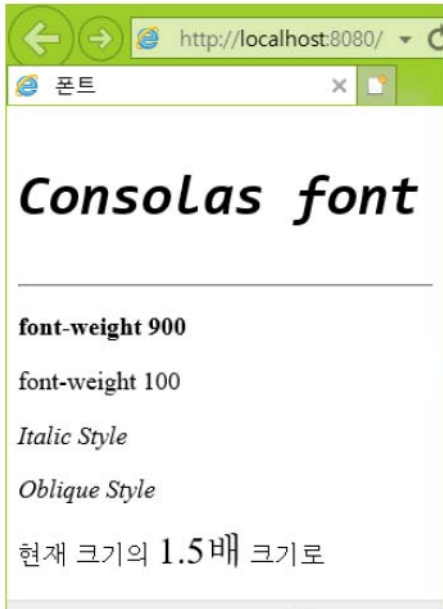 http://localhost:8080/
폰트
Consolas font
font-weight 900
font-weight 100
Italic Style
Oblique Style
현재 크기의 1.5배 크기로